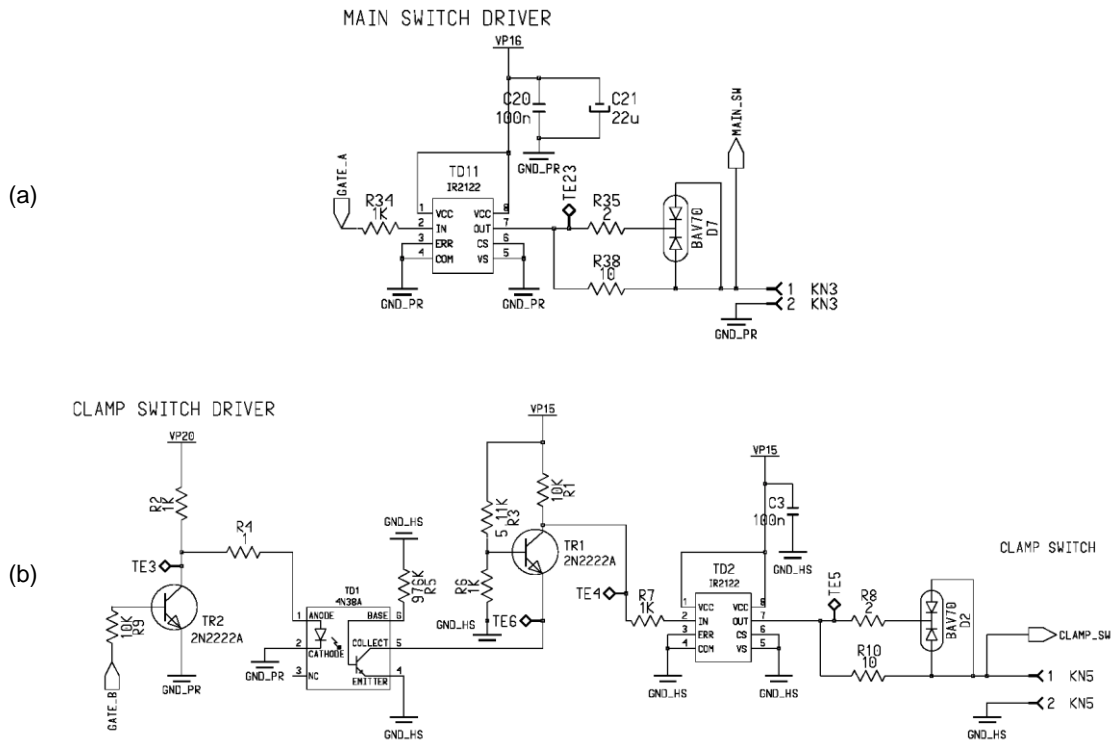 MAIN SWITCH DRIVER
VP16
C20
100n
C21
22u
GND_PR
MAIN_SW
(a)
GATE_A
R34
1K
TD11
IR2122
1 VCC VCC 8
2 IN OUT 7
3 ERR CS 6
4 COM VS 5
GND_PR
GND_PR
TE23
R35
2
BAV70
D7
R38
10
1 KN3
2 KN3
GND_PR
CLAMP SWITCH DRIVER
VP20
R2
1K
R4
1
TE3
(b)
TR2
2N2222A
10K
R9
GATE_B
GND_PR
GND_HS
976K
R5
TD1
4N38A
1 ANODE BASE 6
2 CATHODE COLLECT 5
3 NC EMITTER 4
GND_PR
GND_HS
VP15
5.11K
R3
10K
R1
TR1
2N2222A
R6
1K
GND_HS
TE6
TE4
R7
1K
VP15
C3
100n
GND_HS
TD2
IR2122
1 VCC VCC 8
2 IN OUT 7
3 ERR CS 6
4 COM VS 5
GND_HS
GND_HS
TE5
R8
2
BAV70
D2
R10
10
CLAMP SWITCH
CLAMP_SW
1 KN5
2 KN5
GND_HS